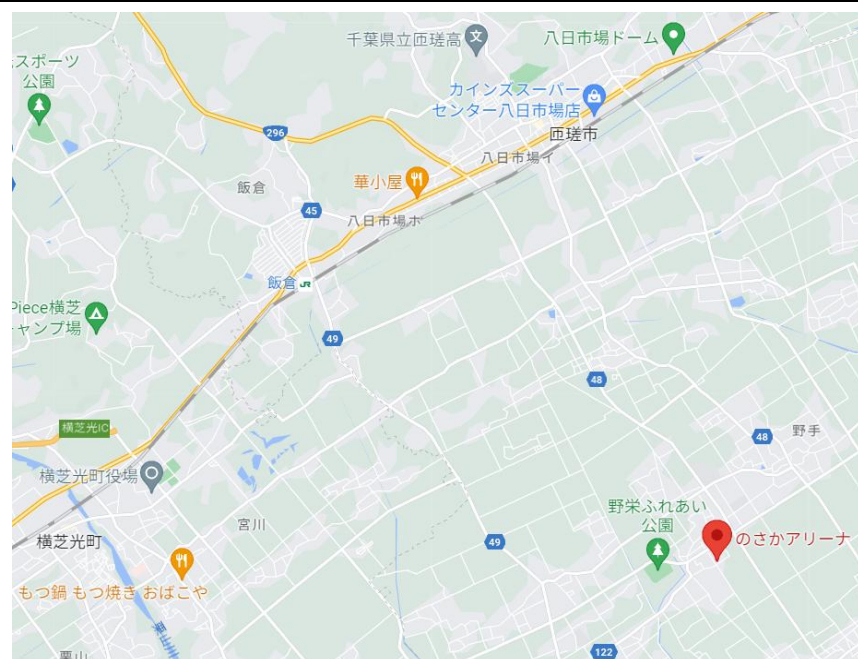 千葉県立匝瑳高
八日市場ドーム
スポーツ
公園
カインズスーパー
センター八日市場店
匝瑳市
296
八日市場イ
飯倉
華小屋
45
八日市場ホ
飯倉
JR
Piece横芝
ャンプ場
49
48
横芝光IC
48
野手
横芝光町役場
宮川
野栄ふれあい
公園
のさかアリーナ
横芝光町
49
もつ鍋 もつ焼き おばこや
122
栗山